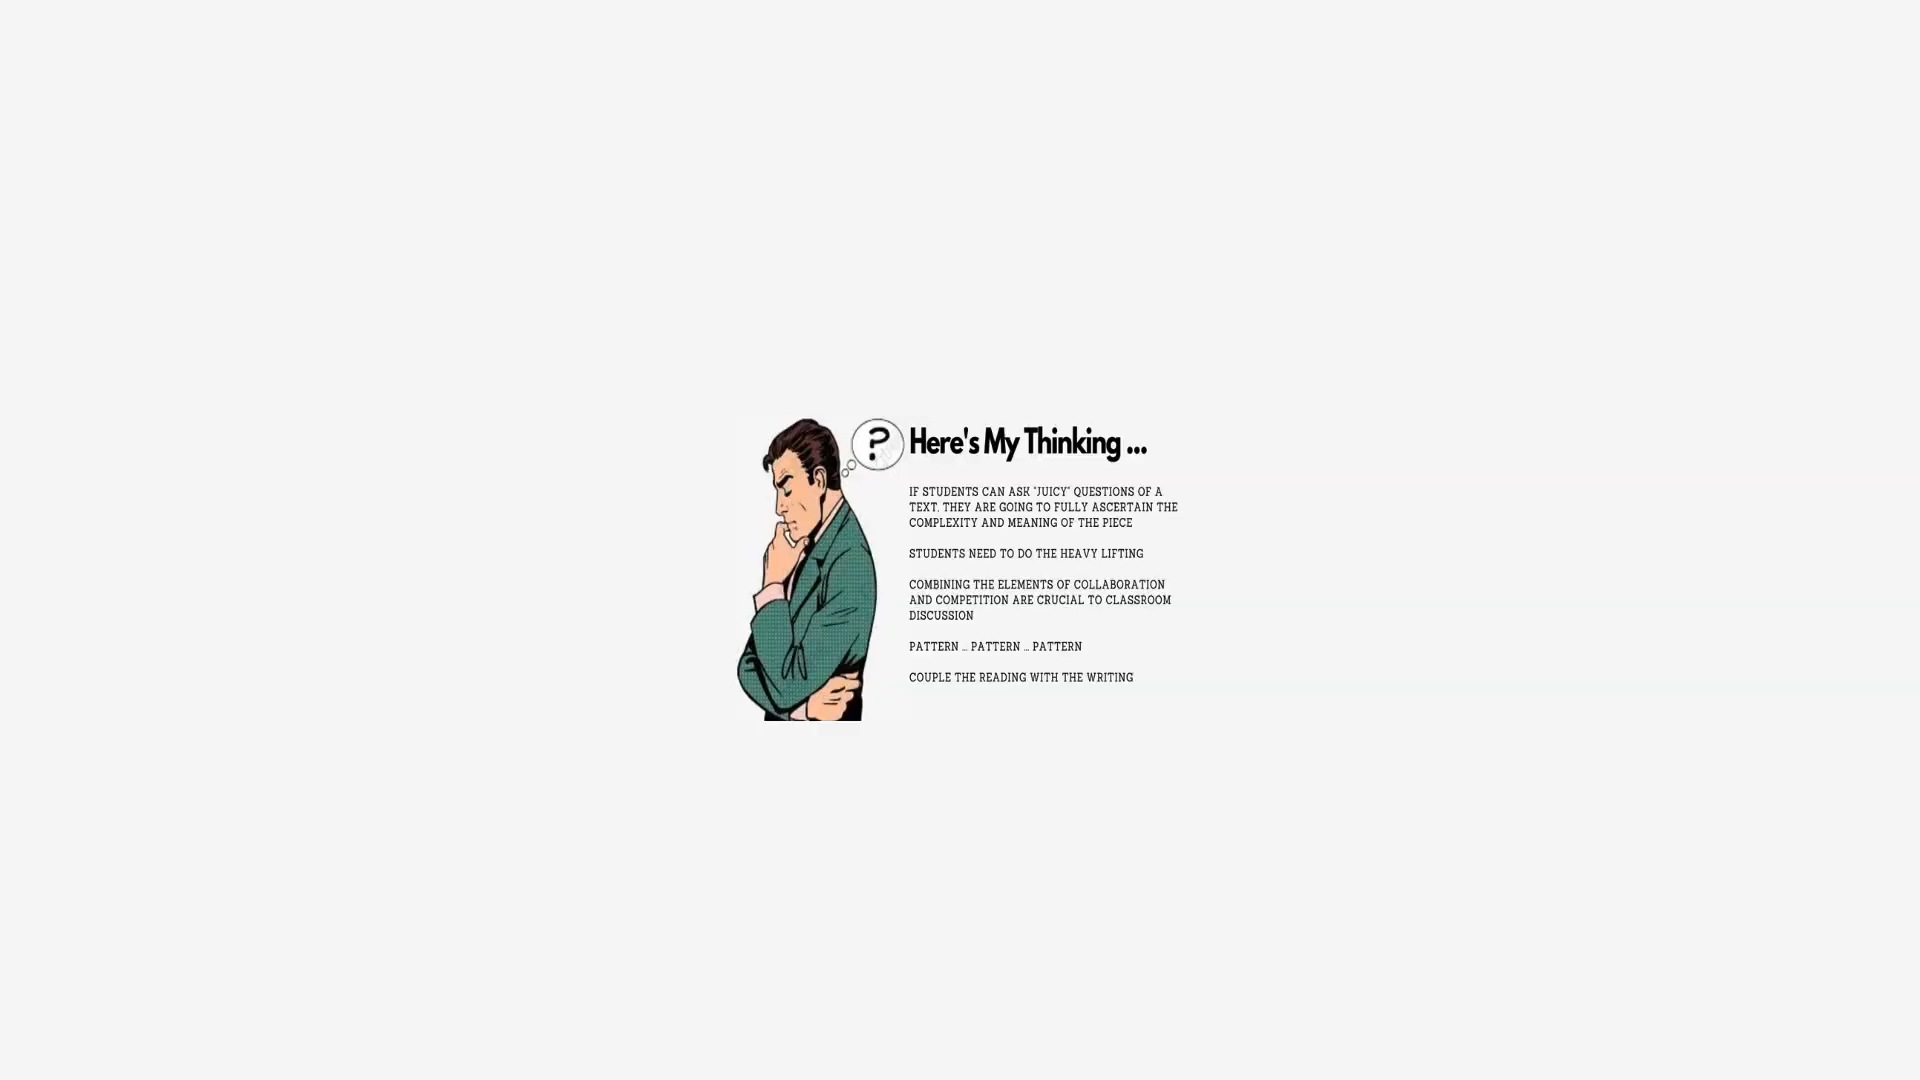 ?
Here's My Thinking ...
IF STUDENTS CAN ASK "JUICY" QUESTIONS OF A
TEXT, THEY ARE GOING TO FULLY ASCERTAIN THE
COMPLEXITY AND MEANING OF THE PIECE
STUDENTS NEED TO DO THE HEAVY LIFTING
COMBINING THE ELEMENTS OF COLLABORATION
AND COMPETITION ARE CRUCIAL TO CLASSROOM
DISCUSSION
PATTERN ... PATTERN ... PATTERN
COUPLE THE READING WITH THE WRITING